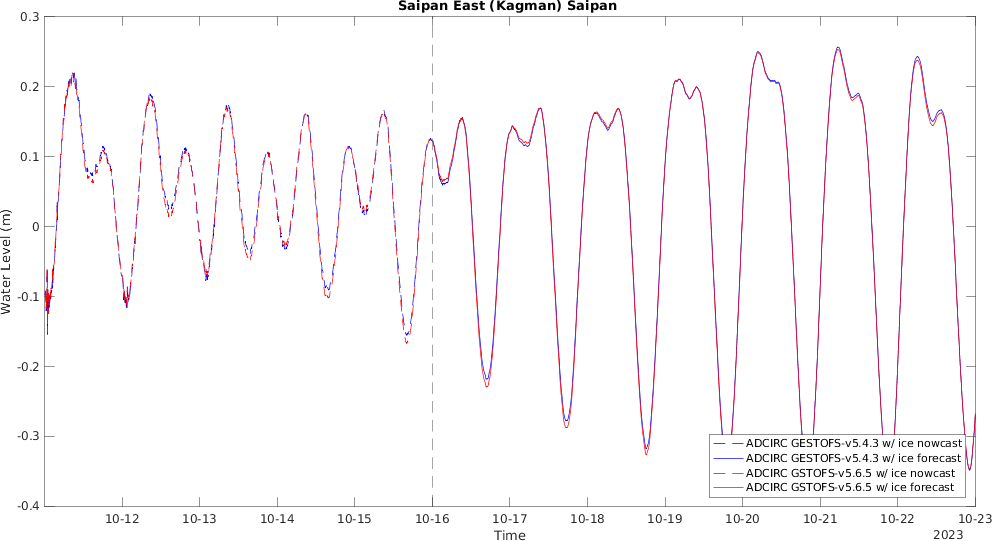 Saipan East (Kagman) Saipan
0.3
0.2
0.1
0
-0.1
-0.2
-0.3
-0.4
Water Level (m)
ADCIRC GESTOFS-v5.4.3 w/ ice nowcast
ADCIRC GESTOFS-v5.4.3 w/ ice forecast
ADCIRC GSTOFS-v5.6.5 w/ ice nowcast
ADCIRC GSTOFS-v5.6.5 w/ ice forecast
10-12 10-13 10-14 10-15 10-16 10-17 10-18 10-19 10-20 10-21 10-22 10-23
Time
2023